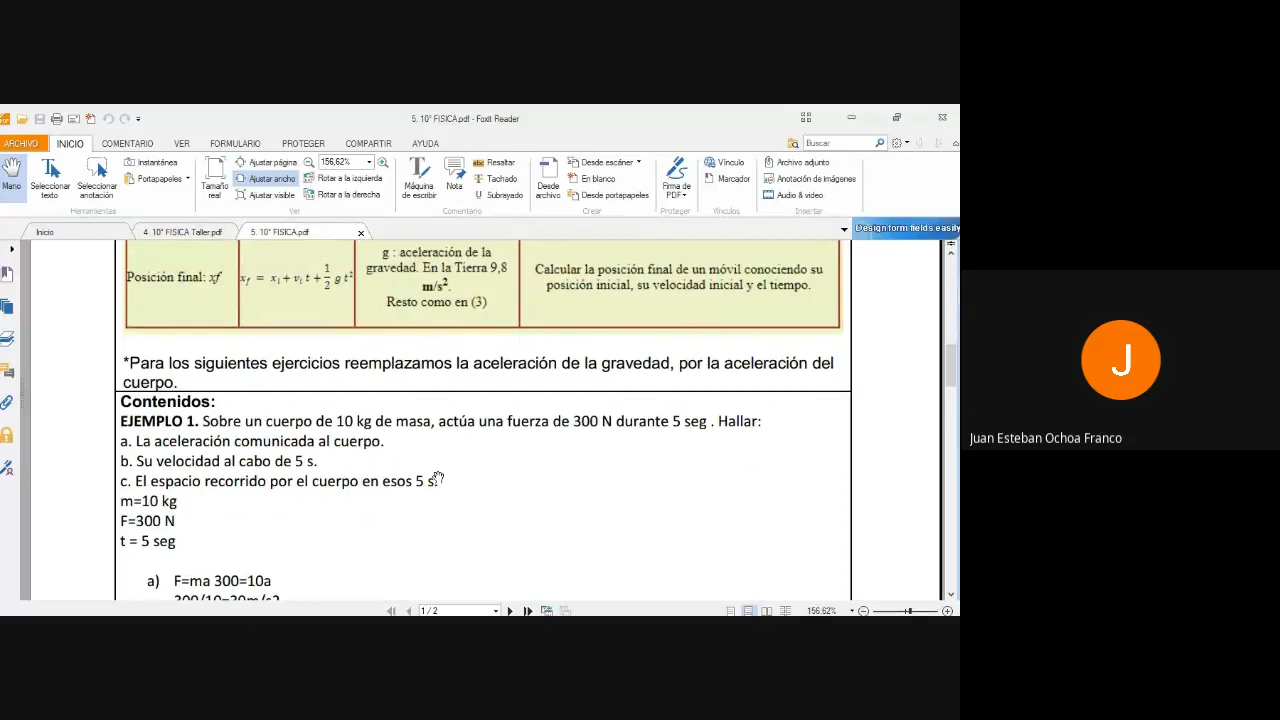 5. 10° FISICA.pdf - Foxit Reader
ARCHIVO INICIO COMENTARIO VER FORMULARIO PROTEGER COMPARTIR AYUDA Buscar
Mano
Seleccionar texto
Seleccionar anotación
Instantánea
Portapapeles
Herramientas
Tamaño real
Ajustar página
Ajustar ancho
Ajustar visible
156.62%
Rotar a la izquierda
Rotar a la derecha
Ver
Máquina de escribir
Nota
Resaltar
Tachado
Subrayado
Comentario
Desde archivo
Desde escáner
En blanco
Desde portapapeles
Crear
Firma de PDF
Proteger
Vínculo
Marcador
Vínculos
Archivo adjunto
Anotación de imágenes
Audio & vídeo
Insertar
Inicio 4. 10° FISICA Taller.pdf 5. 10° FISICA.pdf Design form fields easily
Posición final: xf
x_f = x_i + v_i t + 1/2 g t²
g : aceleración de la
gravedad. En la Tierra 9,8
m/s².
Resto como en (3)
Calcular la posición final de un móvil conociendo su
posición inicial, su velocidad inicial y el tiempo.
*Para los siguientes ejercicios reemplazamos la aceleración de la gravedad, por la aceleración del
cuerpo.
Contenidos:
EJEMPLO 1. Sobre un cuerpo de 10 kg de masa, actúa una fuerza de 300 N durante 5 seg . Hallar:
a. La aceleración comunicada al cuerpo.
b. Su velocidad al cabo de 5 s.
c. El espacio recorrido por el cuerpo en esos 5 s.
m=10 kg
F=300 N
t = 5 seg
a) F=ma 300=10a
300/10=30m/s2
1 / 2 156.62%
J
Juan Esteban Ochoa Franco